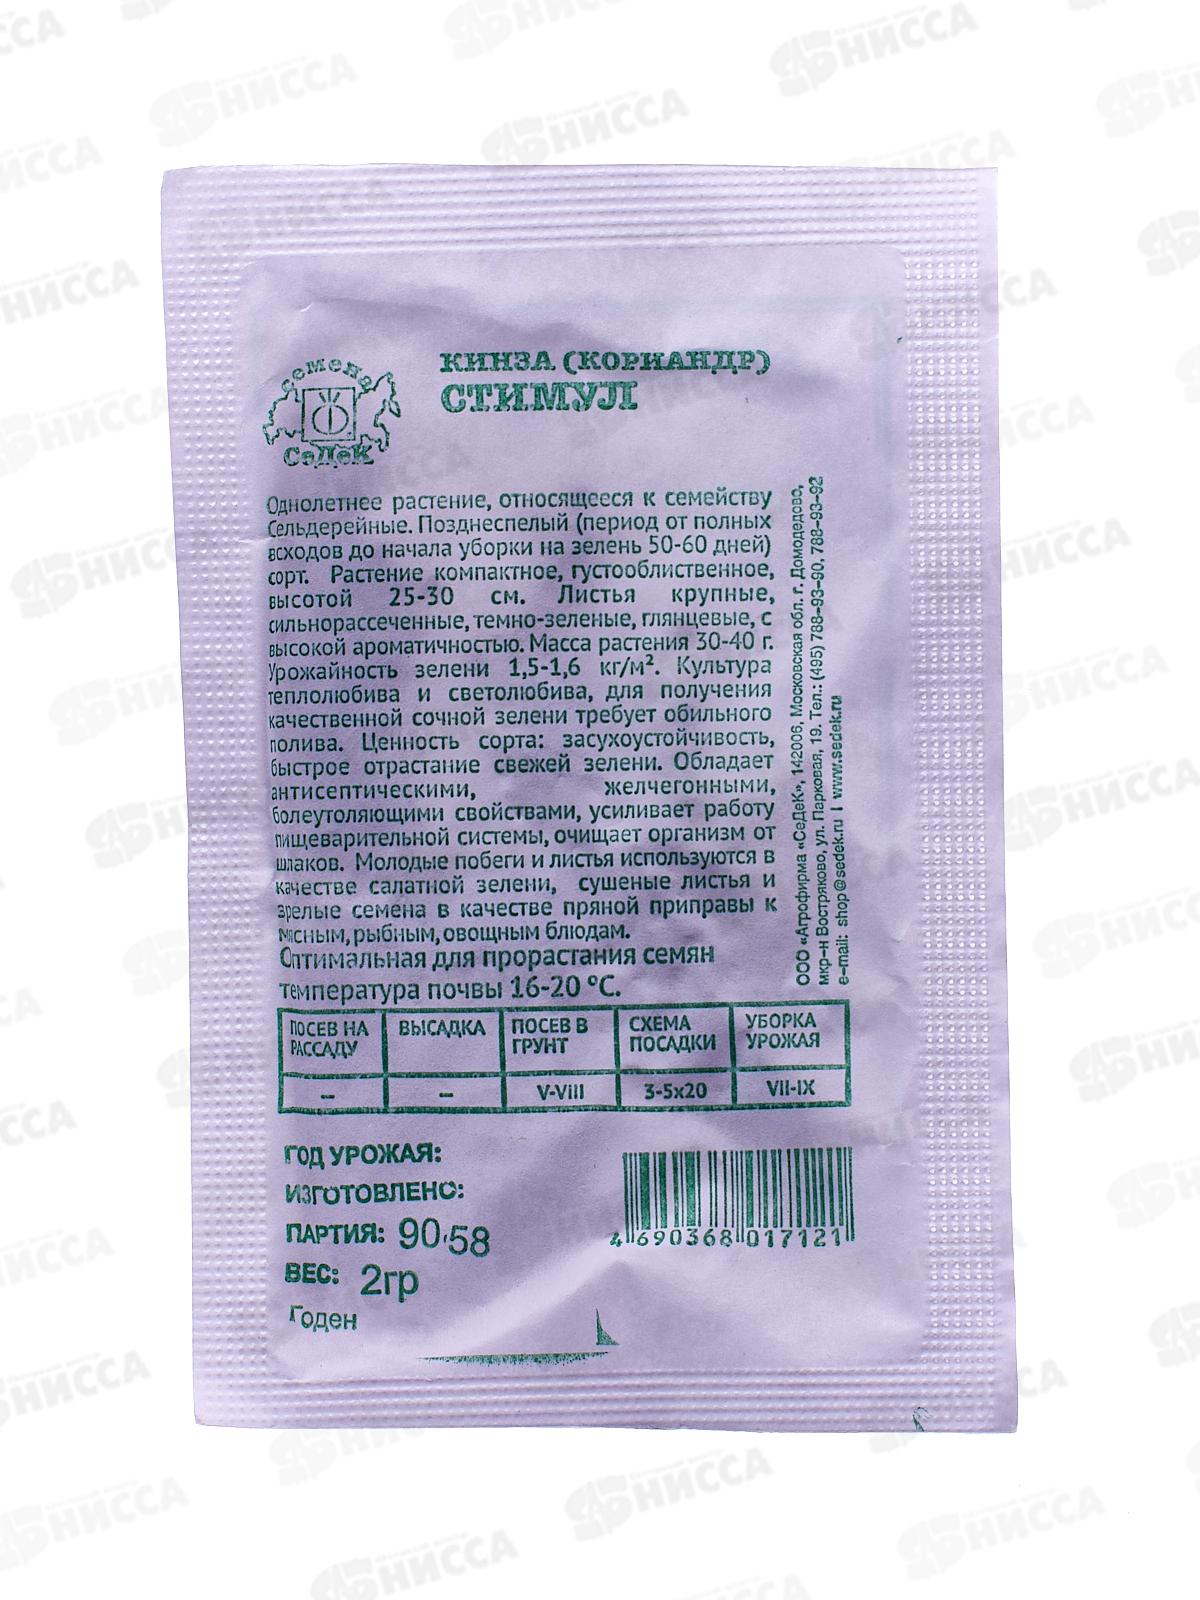 семена
СеДеК
КИНЗА (КОРИАНДР)
СТИМУЛ
Однолетнее растение, относящееся к семейству
Сельдерейные. Позднеспелый (период от полных
всходов до начала уборки на зелень 50-60 дней)
сорт. Растение компактное, густооблиственное,
высотой 25-30 см. Листья крупные,
сильнорассеченные, темно-зеленые, глянцевые, с
высокой ароматичностью. Масса растения 30-40 г.
Урожайность зелени 1,5-1,6 кг/м². Культура
теплолюбива и светолюбива, для получения
качественной сочной зелени требует обильного
полива. Ценность сорта: засухоустойчивость,
быстрое отрастание свежей зелени. Обладает
антисептическими, желчегонными,
болеутоляющими свойствами, усиливает работу
пищеварительной системы, очищает организм от
шлаков. Молодые побеги и листья используются в
качестве салатной зелени, сушеные листья и
зрелые семена в качестве пряной приправы к
мясным, рыбным, овощным блюдам.
Оптимальная для прорастания семян
температура почвы 16-20 °С.
ООО «Агрофирма «СеДеК», 142006, Московская обл. г. Домодедово,
мкр-н Востряково, ул. Парковая, 19. Тел.: (495) 788-93-90, 788-93-92
e-mail: shop@sedek.ru | www.sedek.ru
ПОСЕВ НА РАССАДУ ВЫСАДКА ПОСЕВ В ГРУНТ СХЕМА ПОСАДКИ УБОРКА УРОЖАЯ
– – V-VIII 3-5х20 VII-IX
ГОД УРОЖАЯ:
ИЗГОТОВЛЕНО:
ПАРТИЯ: 90,58
ВЕС: 2гр
Годен
4 690368 017121
НИССА